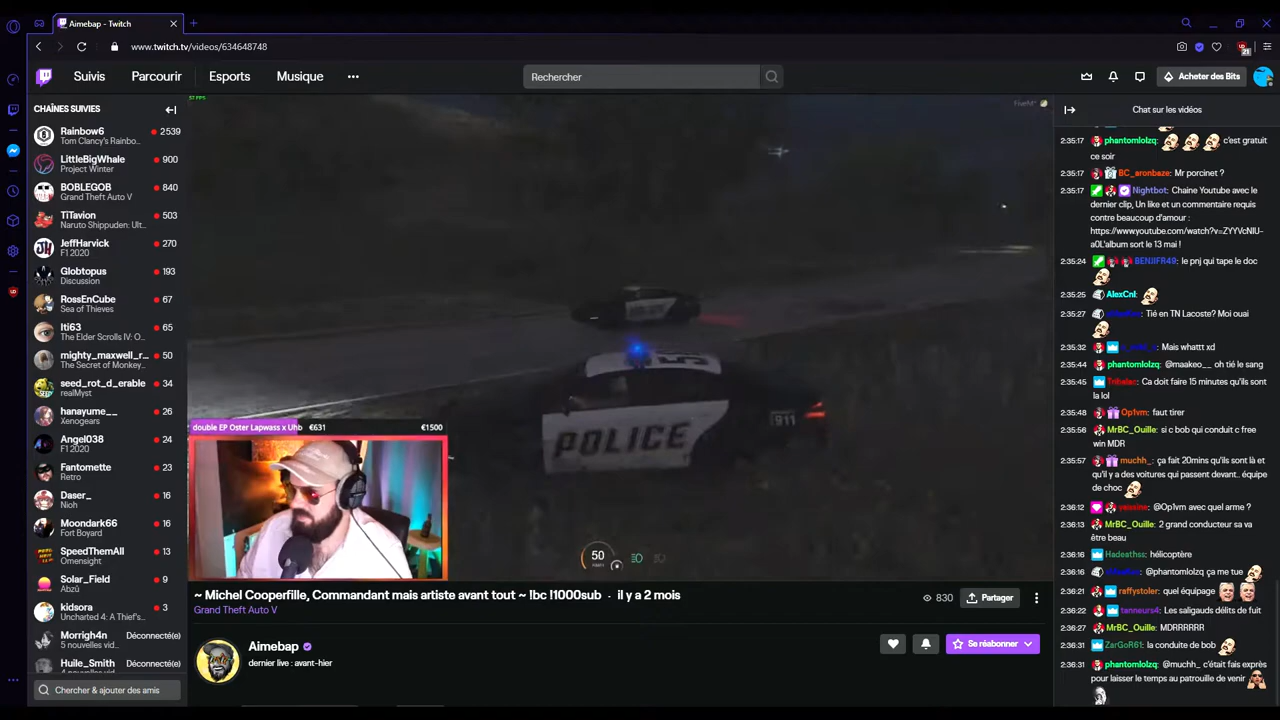 Aimebap - Twitch
www.twitch.tv/videos/634648748
21
Suivis
Parcourir
Esports
Musique
Rechercher
Acheter des Bits
CHAÎNES SUIVIES
Rainbow6
2539
Tom Clancy's Rainbo...
LittleBigWhale
900
Project Winter
BOBLEGOB
840
Grand Theft Auto V
TiTavion
503
Naruto Shippuden: Ult...
JeffHarvick
270
F1 2020
Globtopus
193
Discussion
RossEnCube
67
Sea of Thieves
Iti63
65
The Elder Scrolls IV: O...
mighty_maxwell_r...
50
The Secret of Monkey...
seed_rot_d_erable
34
realMyst
hanayume__
26
Xenogears
Angel038
24
F1 2020
Fantomette
23
Retro
Daser_
16
Nioh
Moondark66
16
Fort Boyard
SpeedThemAll
13
Omensight
Solar_Field
9
Abzû
kidsora
4
Uncharted 4: A Thief's...
Morrigh4n
Déconnecté(e)
5 nouvelles vid...
Huile_Smith
Déconnecté(e)
Chercher & ajouter des amis
57 FPS
FiveM
POLICE
911
double EP Oster Lapwass x Uhb €631
€1500
50
~ Michel Cooperfille, Commandant mais artiste avant tout ~ !bc !1000sub · il y a 2 mois
Grand Theft Auto V
830
Partager
Aimebap
dernier live : avant-hier
Se réabonner
Chat sur les vidéos
2:35:17 phantomlolzq: c'est gratuit
ce soir
2:35:17 BC_aronbaze: Mr porcinet ?
2:35:17 Nightbot: Chaine Youtube avec le
dernier clip, Un like et un commentaire requis
contre beaucoup d'amour :
https://wwwyoutube.com/watch?v=ZYYVcNIU-
a0L'album sort le 13 mai !
2:35:24 BENJIFR49: le pnj qui tape le doc
2:35:25 AlexCnl:
2:35:27 Tié en TN Lacoste? Moi ouai
2:35:32 Mais whattt xd
2:35:44 phantomlolzq: @maakeo__ oh tié le sang
2:35:45 Trihelac: Ca doit faire 15 minutes qu'ils sont
la lol
2:35:48 Op1vm: faut tirer
2:35:56 MrBC_Ouille: si c bob qui conduit c free
win MDR
2:35:57 muchh_: ça fait 20mins qu'ils sont là et
qu'il y a des voitures qui passent devant.. équipe
de choc
2:36:12 yassine: @Op1vm avec quel arme ?
2:36:13 MrBC_Ouille: 2 grand conducteur sa va
être beau
2:36:16 Hadeathss: hélicoptère
2:36:16 @phantomlolzq ça me tue
2:36:21 raffystoler: quel équipage
2:36:22 tanneurs4: Les saligauds délits de fuit
2:36:27 MrBC_Ouille: MDRRRRRR
2:36:31 ZarGoR61: la conduite de bob
2:36:31 phantomlolzq: @muchh_ c'était fais exprès
pour laisser le temps au patrouille de venir